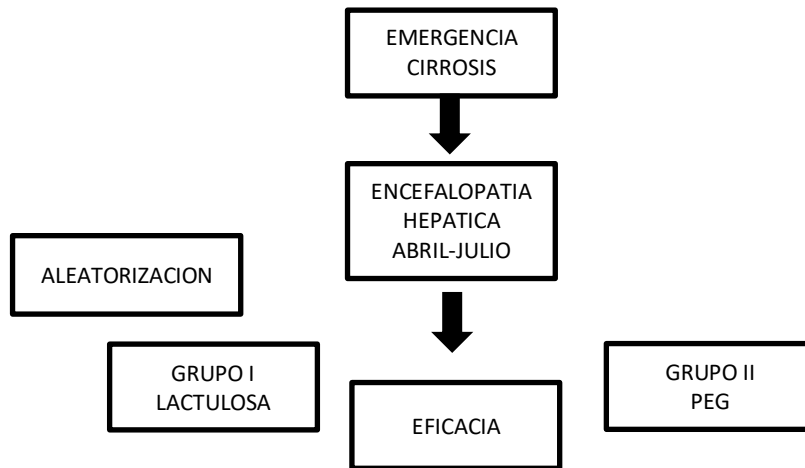 EMERGENCIA
CIRROSIS
ENCEFALOPATIA
HEPATICA
ABRIL-JULIO
ALEATORIZACION
GRUPO I
LACTULOSA
EFICACIA
GRUPO II
PEG